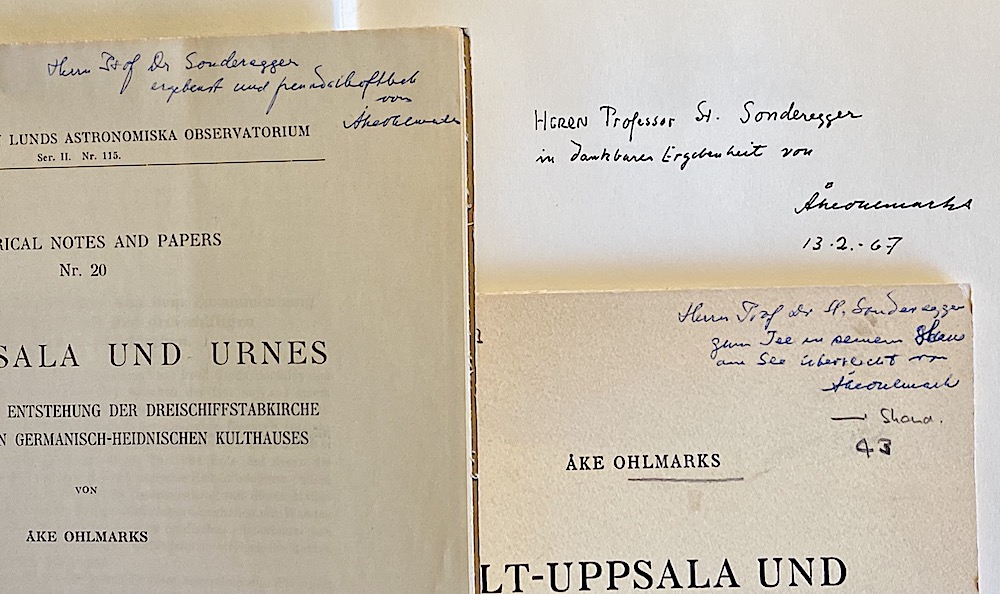 Herrn Prof Dr Sonderegger
ergebenst und freundschaftlich
von
Åke Ohlmarks
LUNDS ASTRONOMISKA OBSERVATORIUM
Ser. II. Nr. 115.
RICAL NOTES AND PAPERS
Nr. 20
SALA UND URNES
ENTSTEHUNG DER DREISCHIFFSTABKIRCHE
N GERMANISCH-HEIDNISCHEN KULTHAUSES
VON
ÅKE OHLMARKS
HERRN Professor St. Sonderegger
in dankbarer Ergebenheit von
Åke Ohlmarks
13.2.-67
Herrn Prof Dr St. Sonderegger
zum Tee in seinem
am See überreicht von
Åke Ohlmarks
— Skand.
43
ÅKE OHLMARKS
LT-UPPSALA UND